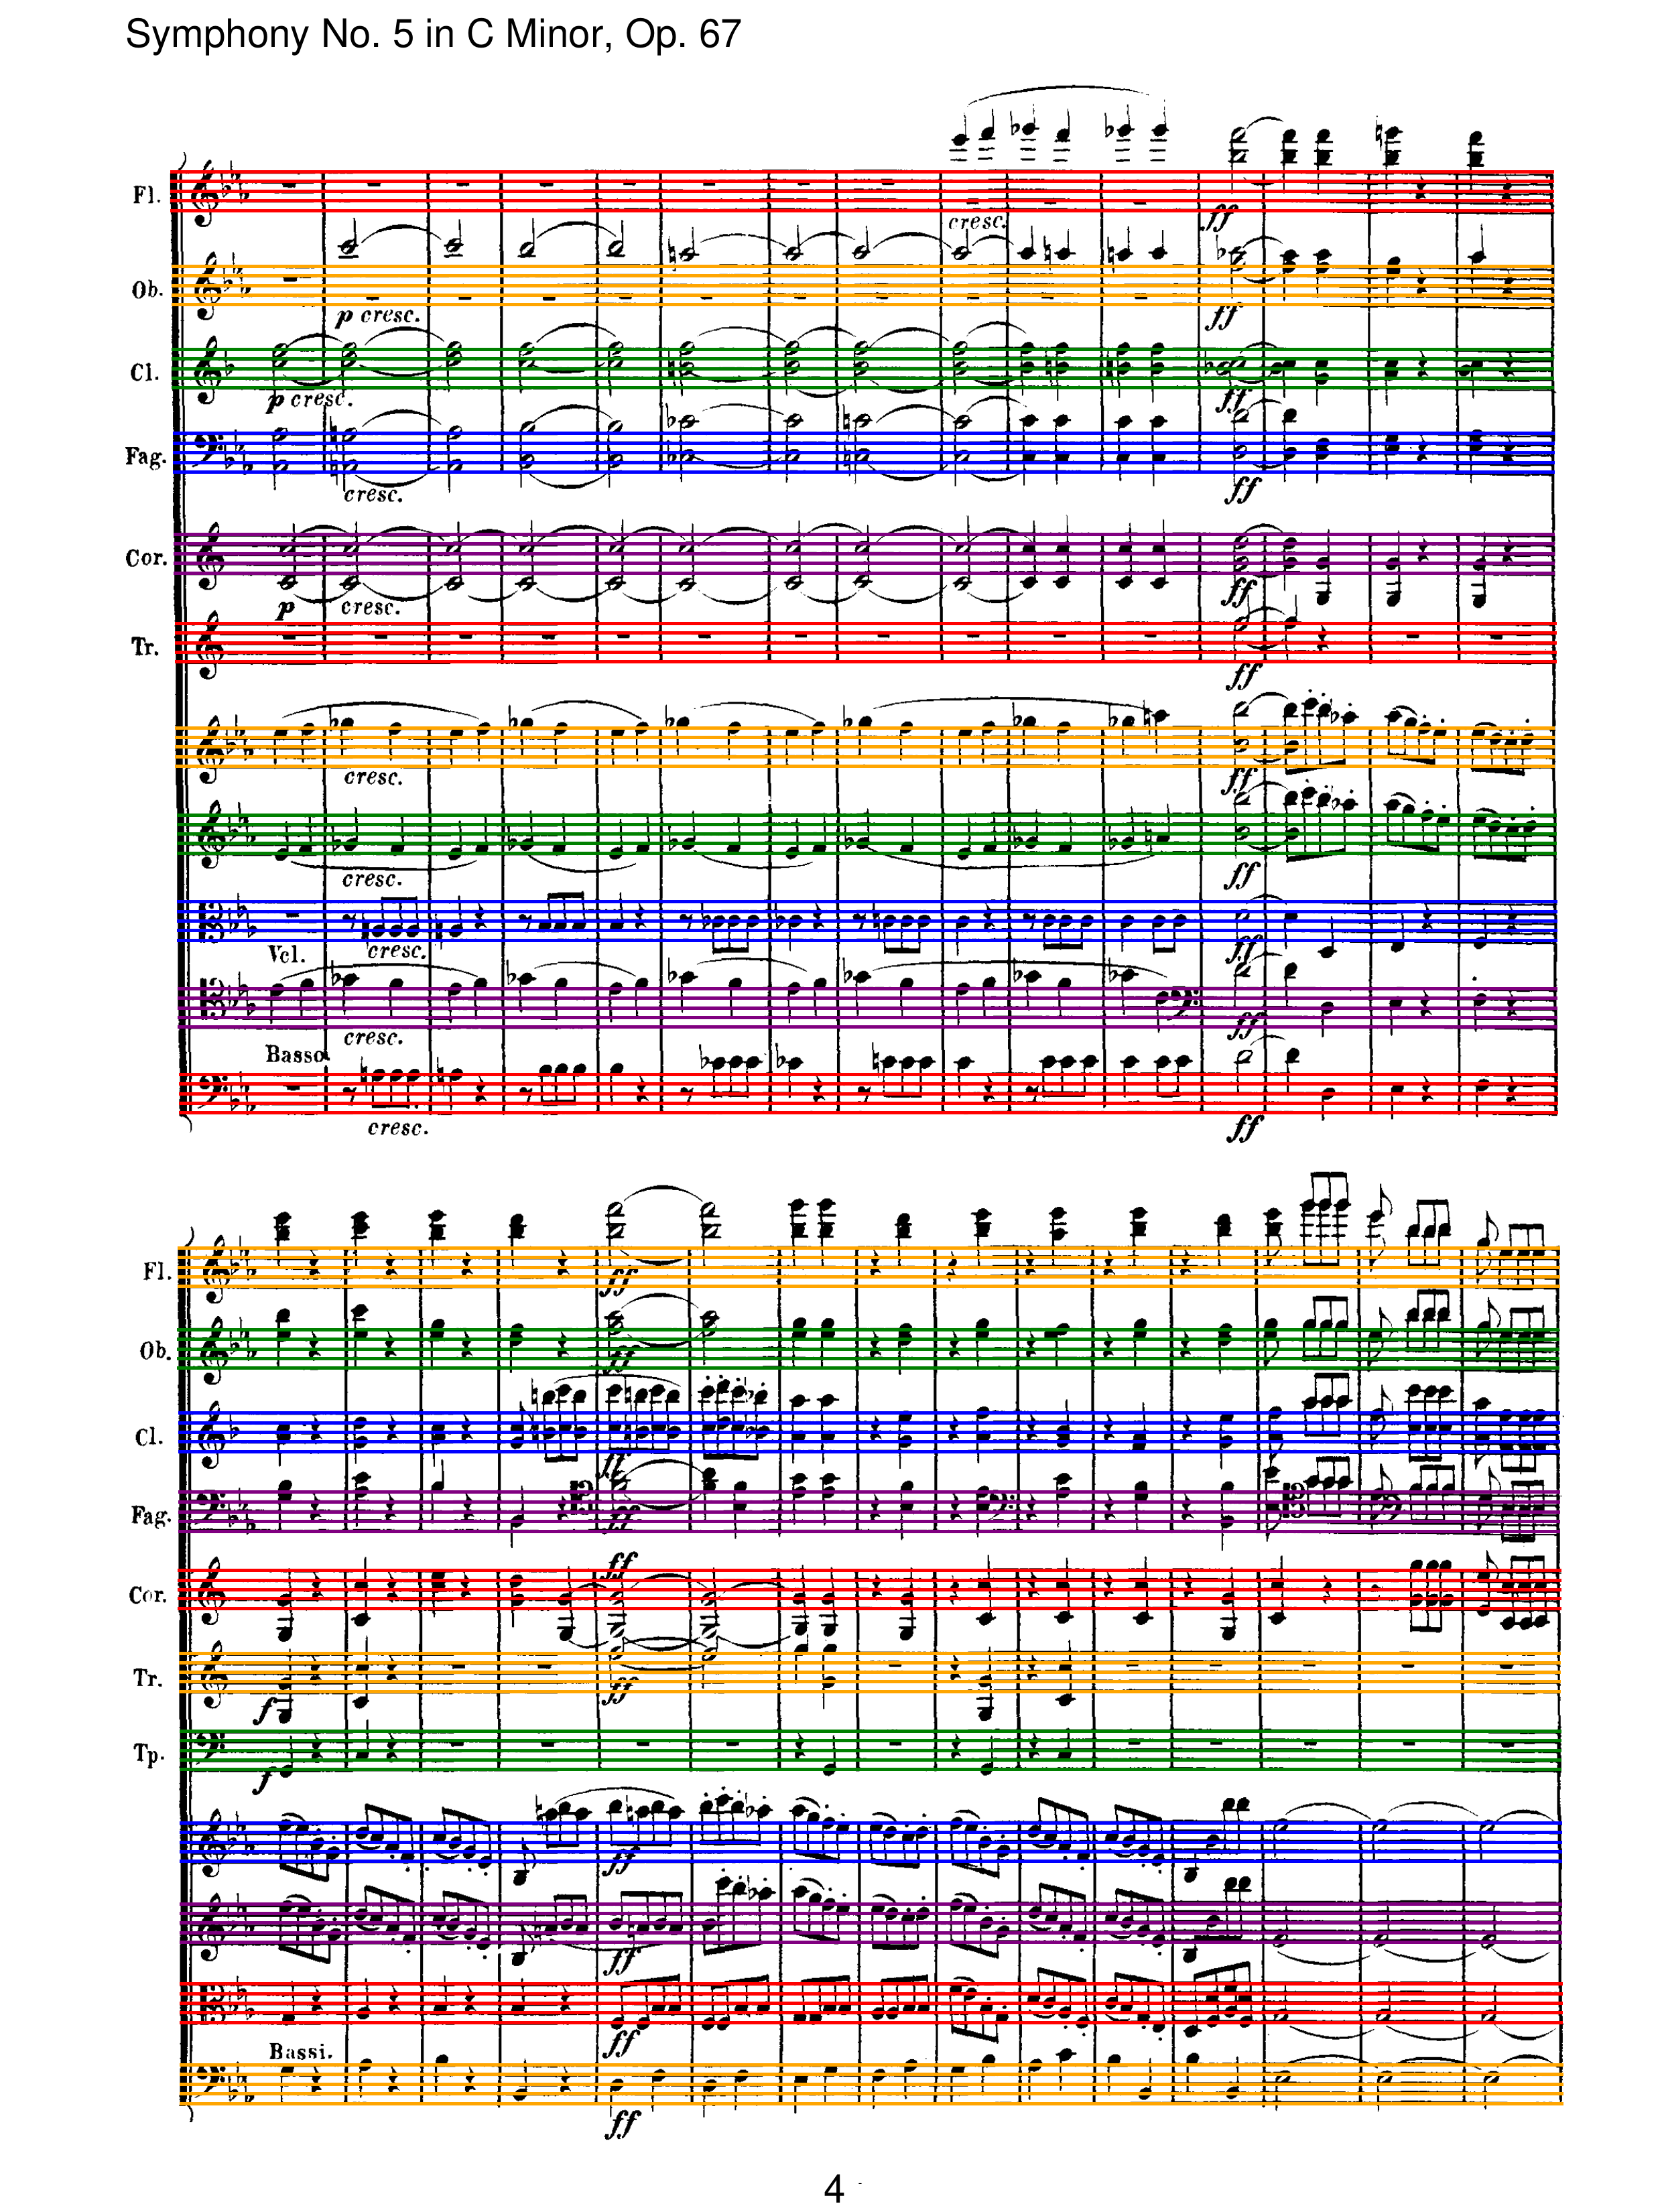 Symphony No. 5 in C Minor, Op. 67
Fl.
cresc.
ff
Ob.
p cresc.
ff
Cl.
p cresc.
ff
Fag.
cresc.
ff
Cor.
p
cresc.
ff
Tr.
ff
cresc.
ff
cresc.
ff
cresc.
ff
Vcl.
cresc.
ff
Basso
cresc.
ff
Fl.
ff
Ob.
ff
Cl.
ff
Fag.
ff
Cor.
ff
Tr.
f
ff
Tp.
f
ff
ff
ff
Bassi.
ff
4